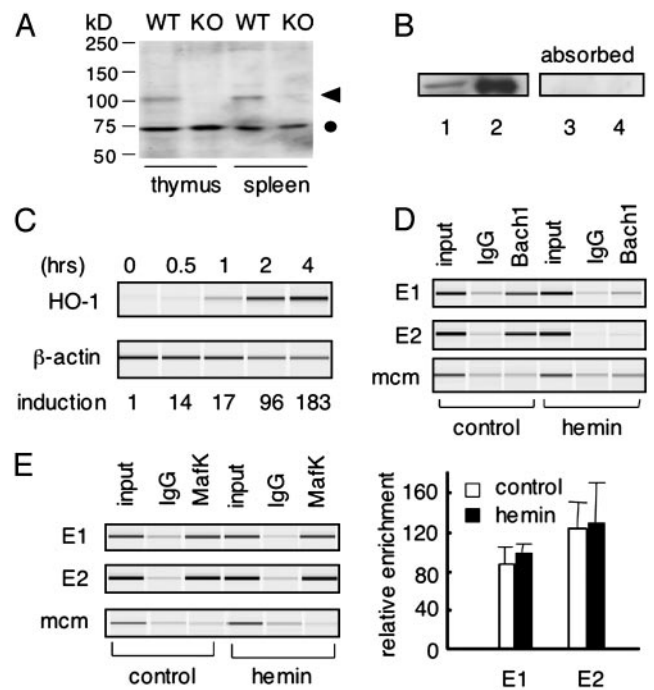 A
kD WT KO WT KO
250
150
100
75
50
thymus spleen
B
absorbed
1 2 3 4
C
(hrs) 0 0.5 1 2 4
HO-1
β-actin
induction 1 14 17 96 183
D
input IgG Bach1 input IgG Bach1
E1
E2
mcm
control hemin
E
input IgG MafK input IgG MafK
E1
E2
mcm
control hemin
relative enrichment
160
120
80
40
0
control
hemin
E1 E2